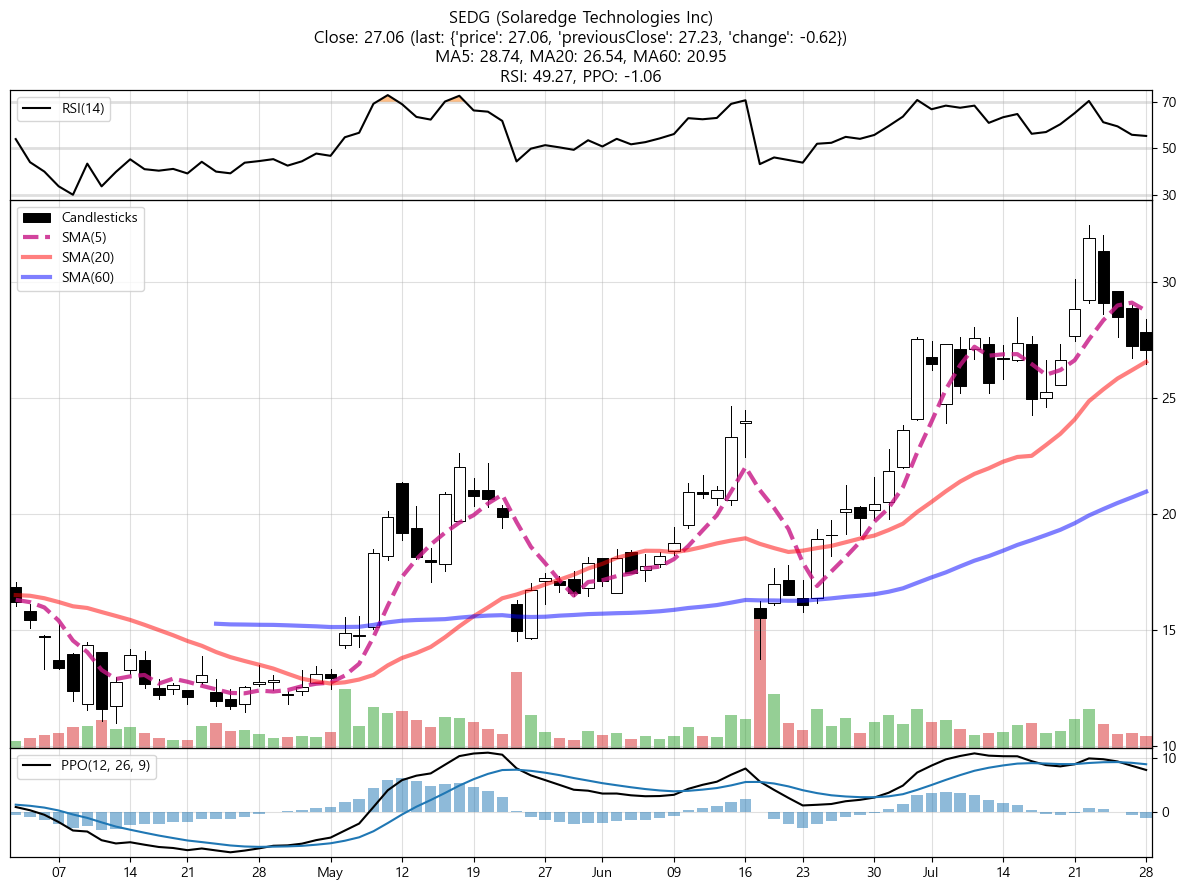 SEDG (Solaredge Technologies Inc)
Close: 27.06 (last: {'price': 27.06, 'previousClose': 27.23, 'change': -0.62})
MA5: 28.74, MA20: 26.54, MA60: 20.95
RSI: 49.27, PPO: -1.06
RSI(14)
70
50
30
Candlesticks
SMA(5)
SMA(20)
SMA(60)
30
25
20
15
10
PPO(12, 26, 9)
10
0
07 14 21 28 May 12 19 27 Jun 09 16 23 30 Jul 14 21 28